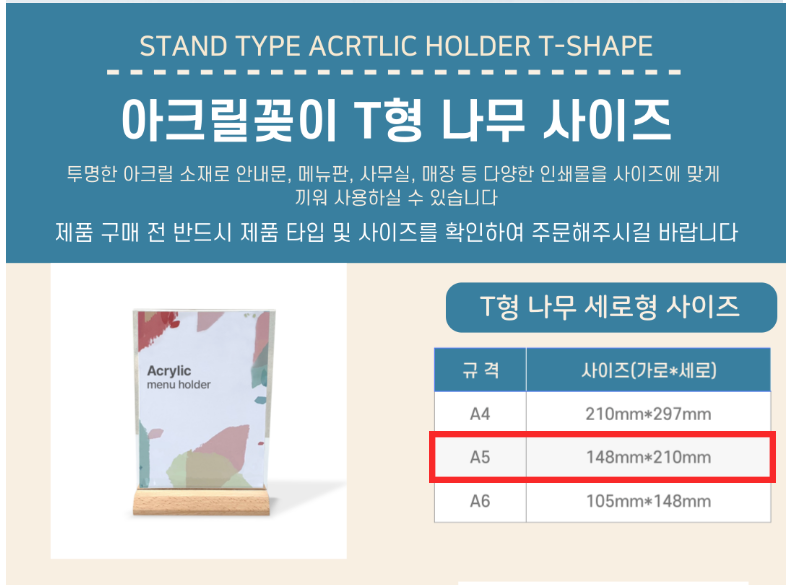 STAND TYPE ACRTLIC HOLDER T-SHAPE
아크릴꽂이 T형 나무 사이즈
투명한 아크릴 소재로 안내문, 메뉴판, 사무실, 매장 등 다양한 인쇄물을 사이즈에 맞게
끼워 사용하실 수 있습니다
제품 구매 전 반드시 제품 타입 및 사이즈를 확인하여 주문해주시길 바랍니다
Acrylic
menu holder
T형 나무 세로형 사이즈
규 격 사이즈(가로*세로)
A4 210mm*297mm
A5 148mm*210mm
A6 105mm*148mm